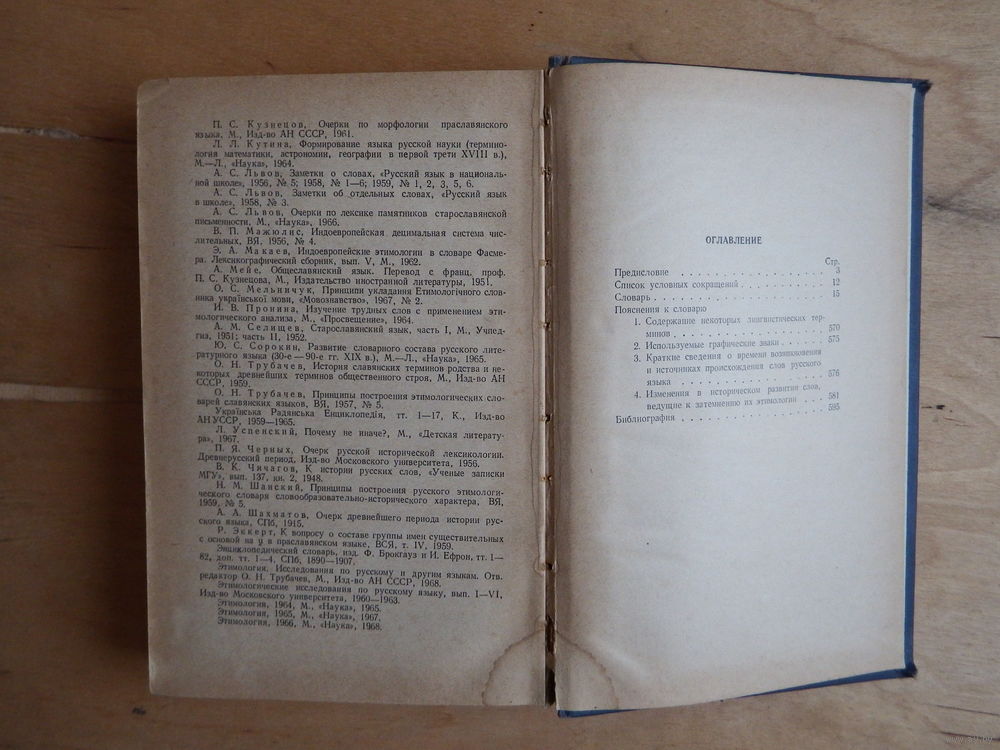 П. С. Кузнецов, Очерки по морфологии праславянского
языка, М., Изд-во АН СССР, 1961.
Л. Л. Кутина, Формирование языка русской науки (термино-
логия математики, астрономии, географии в первой трети XVIII в.),
М.—Л., «Наука», 1964.
А. С. Львов, Заметки о словах, «Русский язык в националь-
ной школе», 1956, № 5; 1958, № 1—6; 1959, № 1, 2, 3, 5, 6.
А. С. Львов, Заметки об отдельных словах, «Русский язык
в школе», 1958, № 3.
А. С. Львов, Очерки по лексике памятников старославянской
письменности, М., «Наука», 1966.
В. П. Мажюлис, Индоевропейская децимальная система чис-
лительных, ВЯ, 1956, № 4.
Э. А. Макаев, Индоевропейские этимологии в словаре Фасме-
ра. Лексикографический сборник, вып. V, М., 1962.
А. Мейе, Общеславянский язык. Перевод с франц. проф.
П. С. Кузнецова, М., Издательство иностранной литературы, 1951.
О. С. Мельничук, Принципи укладання Етимологічного слов-
ника української мови, «Мовознавство», 1967, № 2.
И. В. Пронина, Изучение трудных слов с применением эти-
мологического анализа, М., «Просвещение», 1964.
А. М. Селищев, Старославянский язык, часть I, М., Учпед-
гиз, 1951; часть II, 1952.
Ю. С. Сорокин, Развитие словарного состава русского лите-
ратурного языка (30-е — 90-е гг. XIX в.), М.—Л., «Наука», 1965.
О. Н. Трубачев, История славянских терминов родства и не-
которых древнейших терминов общественного строя, М., Изд-во АН
СССР, 1959.
О. Н. Трубачев, Принципы построения этимологических сло-
варей славянских языков, ВЯ, 1957, № 5.
Українська Радянська Енциклопедія, тт. 1—17, К., Изд-во
АН УССР, 1959—1965.
Л. Успенский, Почему не иначе?, М., «Детская литерату-
ра», 1967.
П. Я. Черных, Очерк русской исторической лексикологии.
Древнерусский период, Изд-во Московского университета, 1956.
В. К. Чичагов, К истории русских слов, «Ученые записки
МГУ», вып. 137, кн. 2, 1948.
Н. М. Шанский, Принципы построения русского этимологи-
ческого словаря словообразовательно-исторического характера, ВЯ,
1959, № 5.
А. А. Шахматов, Очерк древнейшего периода истории рус-
ского языка, СПб, 1915.
Р. Эккерт, К вопросу о составе группы имен существительных
с основой на у в праславянском языке, ВСЯ, т. IV, 1959.
Энциклопедический словарь, изд. Ф. Брокгауз и И. Ефрон, тт. 1—
82, доп. тт. 1—4, СПб, 1890—1907.
Этимология. Исследования по русскому и другим языкам. Отв.
редактор О. Н. Трубачев, М., Изд-во АН СССР, 1968.
Этимологические исследования по русскому языку, вып. I—VI,
Изд-во Московского университета, 1960—1963.
Этимология, 1964, М., «Наука», 1965.
Этимология, 1965, М., «Наука», 1967.
Этимология, 1966, М., «Наука», 1968.
ОГЛАВЛЕНИЕ
Стр.
Предисловие . . . . . . . . . . 3
Список условных сокращений . . . . . . 12
Словарь . . . . . . . . . . . 15
Пояснения к словарю
1. Содержание некоторых лингвистических тер-
минов . . . . . . . . . . 570
2. Используемые графические знаки . . . . 575
3. Краткие сведения о времени возникновения
и источниках происхождения слов русского
языка . . . . . . . . . . 576
4. Изменения в историческом развитии слов,
ведущие к затемнению их этимологии . . . 581
Библиография . . . . . . . . . . 595